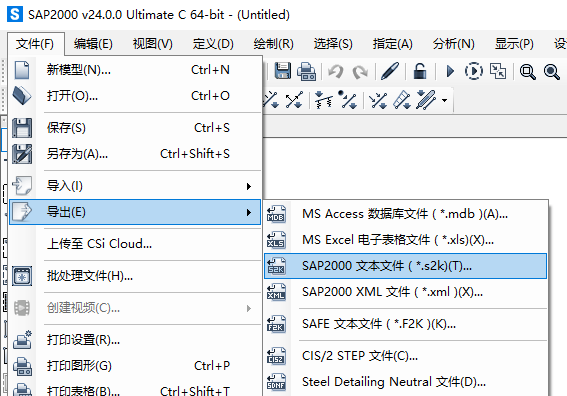 SAP2000 v24.0.0 Ultimate C 64-bit - (Untitled)
文件(F) 编辑(E) 视图(V) 定义(D) 绘制(R) 选择(S) 指定(A) 分析(N) 显示(P)
新模型(N)... Ctrl+N
打开(O)... Ctrl+O
保存(S) Ctrl+S
另存为(A)... Ctrl+Shift+S
导入(I)
导出(E)
上传至 CSi Cloud...
批处理文件(H)...
创建视频(C)...
打印设置(R)...
打印图形(G) Ctrl+P
打印表格(B)... Ctrl+Shift+T
MDB MS Access 数据库文件 ( *.mdb )(A)...
XLS MS Excel 电子表格文件 ( *.xls)(X)...
S2K SAP2000 文本文件 ( *.s2k)(T)...
XML SAP2000 XML 文件 ( *.xml )(X)...
F2K SAFE 文本文件 ( *.F2K )(K)...
CIS2 CIS/2 STEP 文件(C)...
SDNF Steel Detailing Neutral 文件(D)...